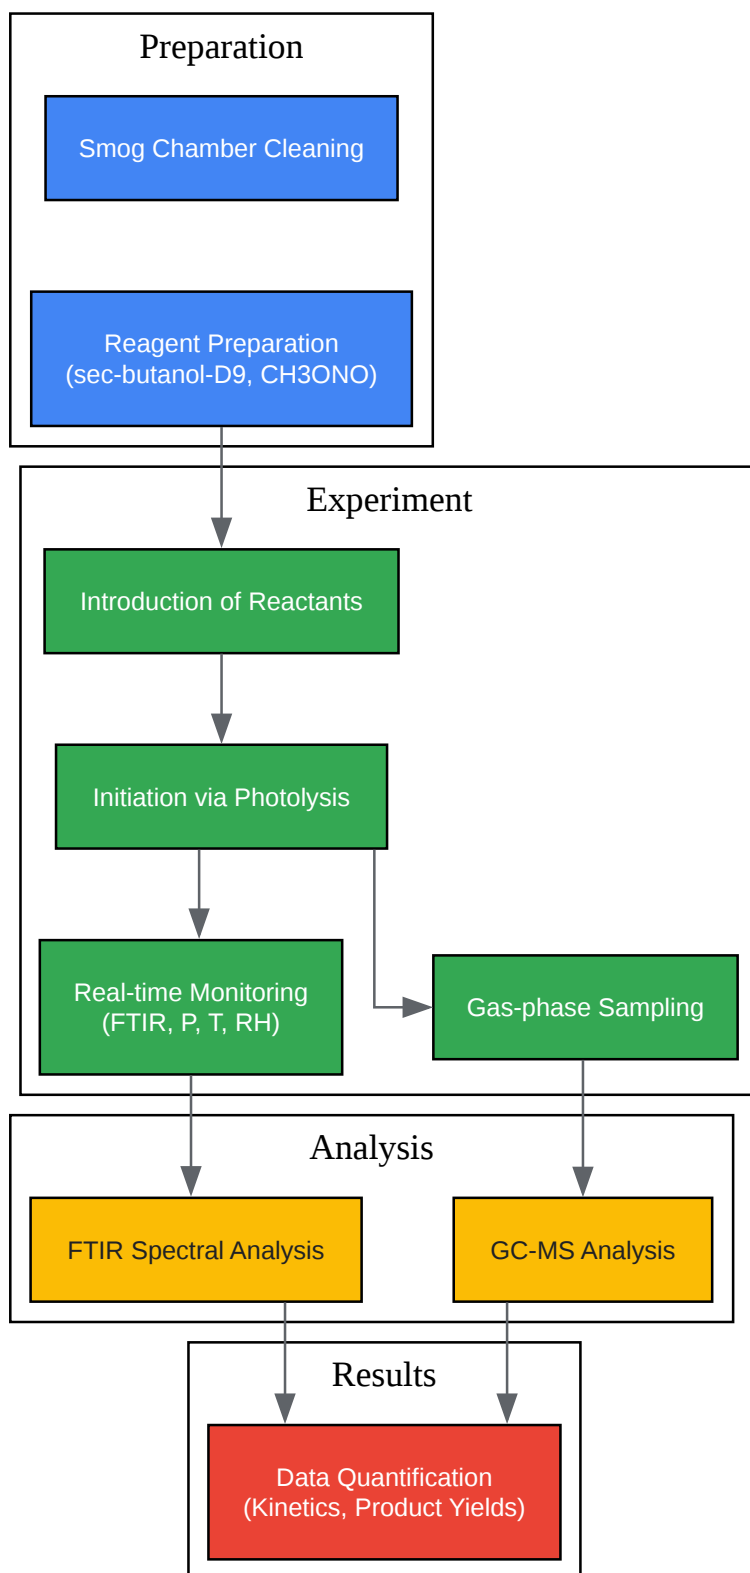 Preparation
Smog Chamber Cleaning
Reagent Preparation
(sec-butanol-D9, CH3ONO)
Experiment
Introduction of Reactants
Initiation via Photolysis
Real-time Monitoring
(FTIR, P, T, RH)
Gas-phase Sampling
Analysis
FTIR Spectral Analysis
GC-MS Analysis
Results
Data Quantification
(Kinetics, Product Yields)